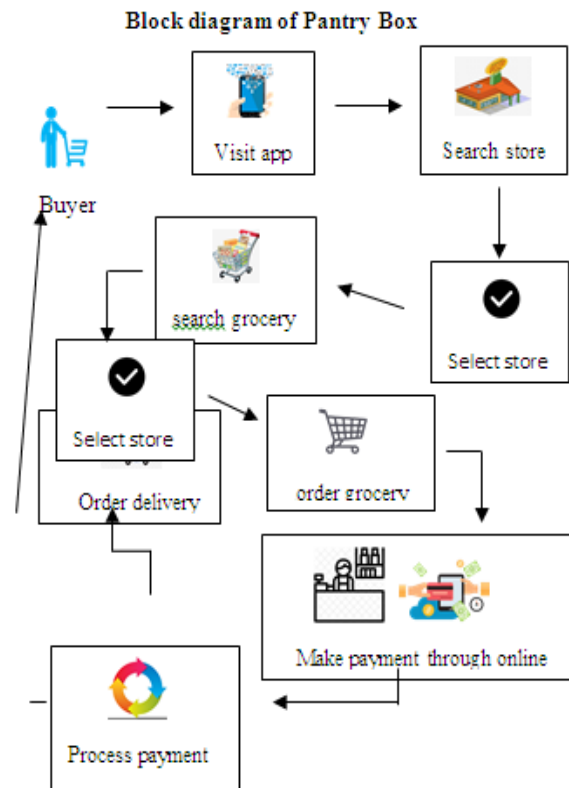 Block diagram of Pantry Box
Visit app
Search store
Buyer
search grocery
Select store
Select store
Order delivery
order grocery
Make payment through online
Process payment